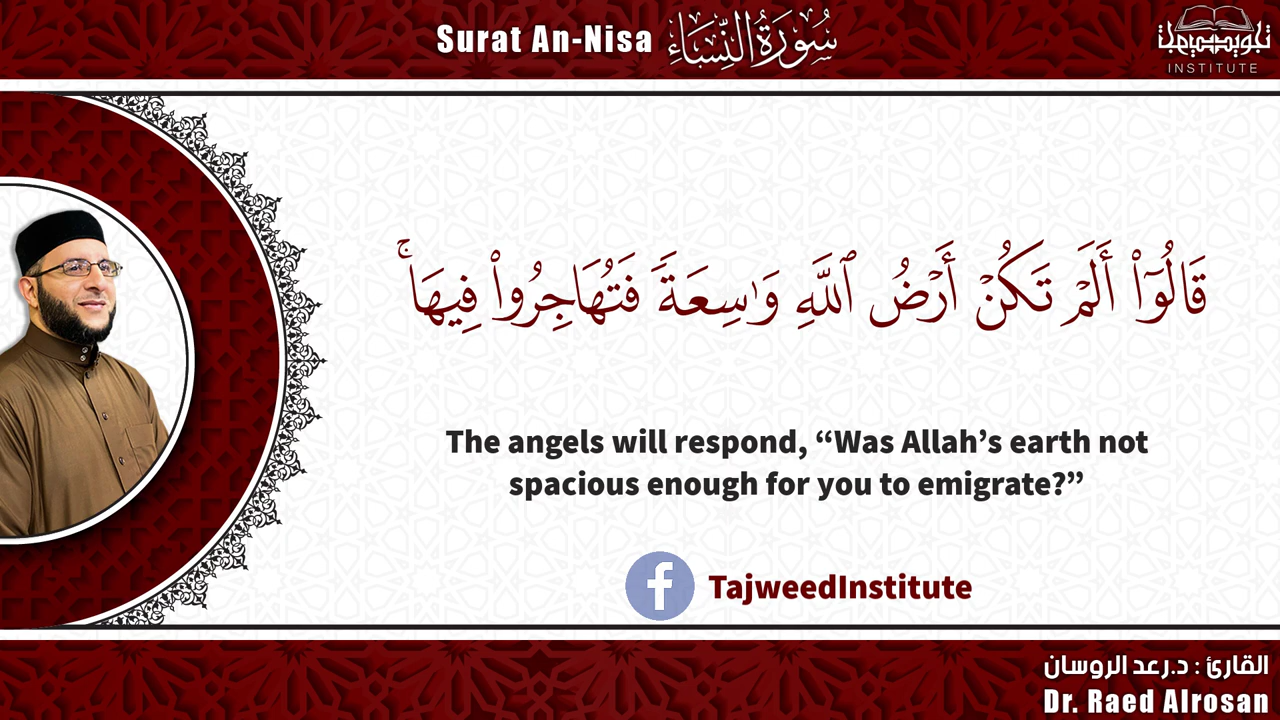 Surat An-Nisa سُورَةُ النِّسَاءِ
تجويد
INSTITUTE
قَالُوٓا۟ أَلَمْ تَكُنْ أَرْضُ ٱللَّهِ وَٰسِعَةً فَتُهَاجِرُوا۟ فِيهَا ۚ
The angels will respond, “Was Allah’s earth not
spacious enough for you to emigrate?”
f TajweedInstitute
القارئ : د.رعد الروسان
Dr. Raed Alrosan